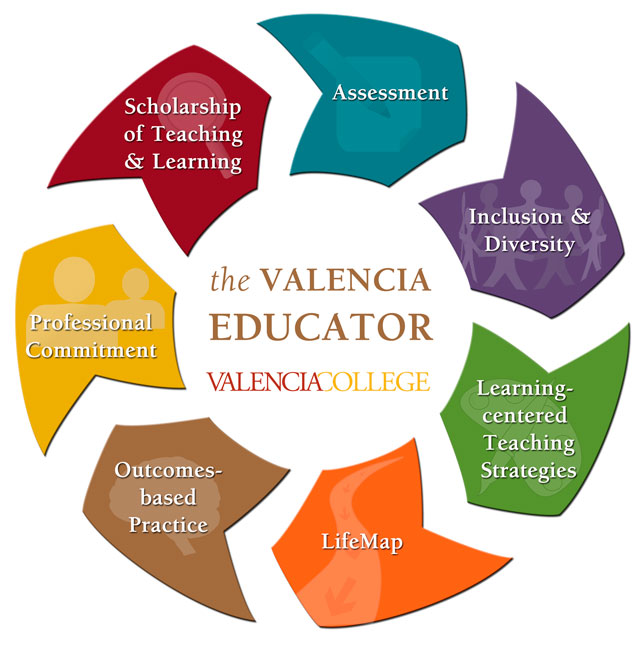 Assessment
Inclusion &
Diversity
Learning-
centered
Teaching
Strategies
LifeMap
Outcomes-
based
Practice
Professional
Commitment
Scholarship
of Teaching
& Learning
the VALENCIA
EDUCATOR
VALENCIACOLLEGE